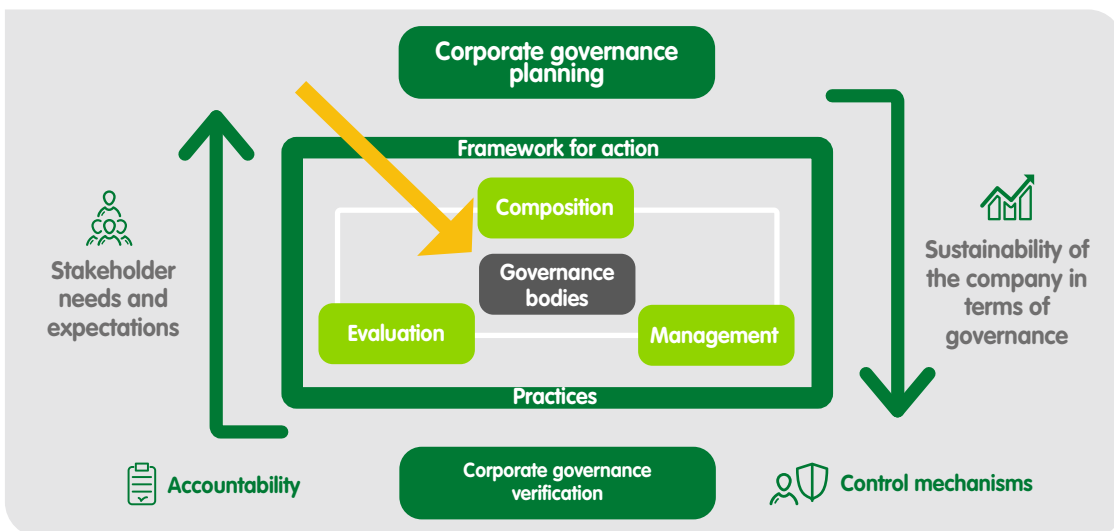 Corporate governance
planning
Framework for action
Composition
Governance
bodies
Evaluation
Management
Practices
Stakeholder
needs and
expectations
Sustainability of
the company in
terms of
governance
Accountability
Corporate governance
verification
Control mechanisms